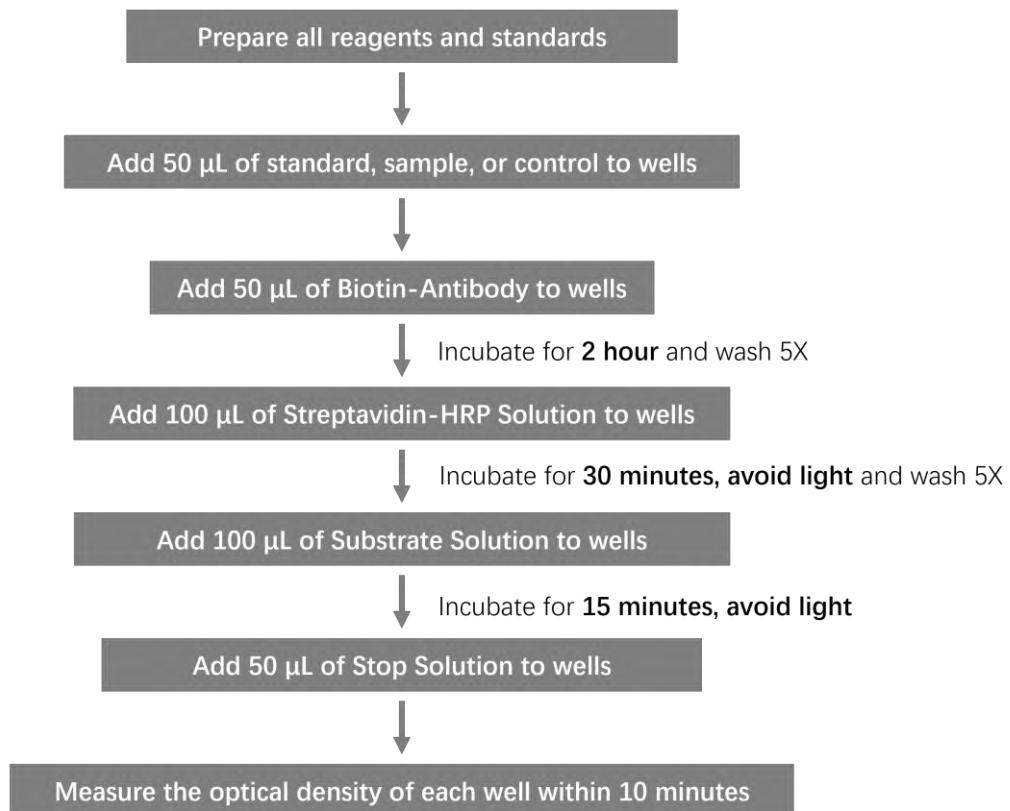 Prepare all reagents and standards
Add 50 μL of standard, sample, or control to wells
Add 50 μL of Biotin-Antibody to wells
Incubate for 2 hour and wash 5X
Add 100 μL of Streptavidin-HRP Solution to wells
Incubate for 30 minutes, avoid light and wash 5X
Add 100 μL of Substrate Solution to wells
Incubate for 15 minutes, avoid light
Add 50 μL of Stop Solution to wells
Measure the optical density of each well within 10 minutes